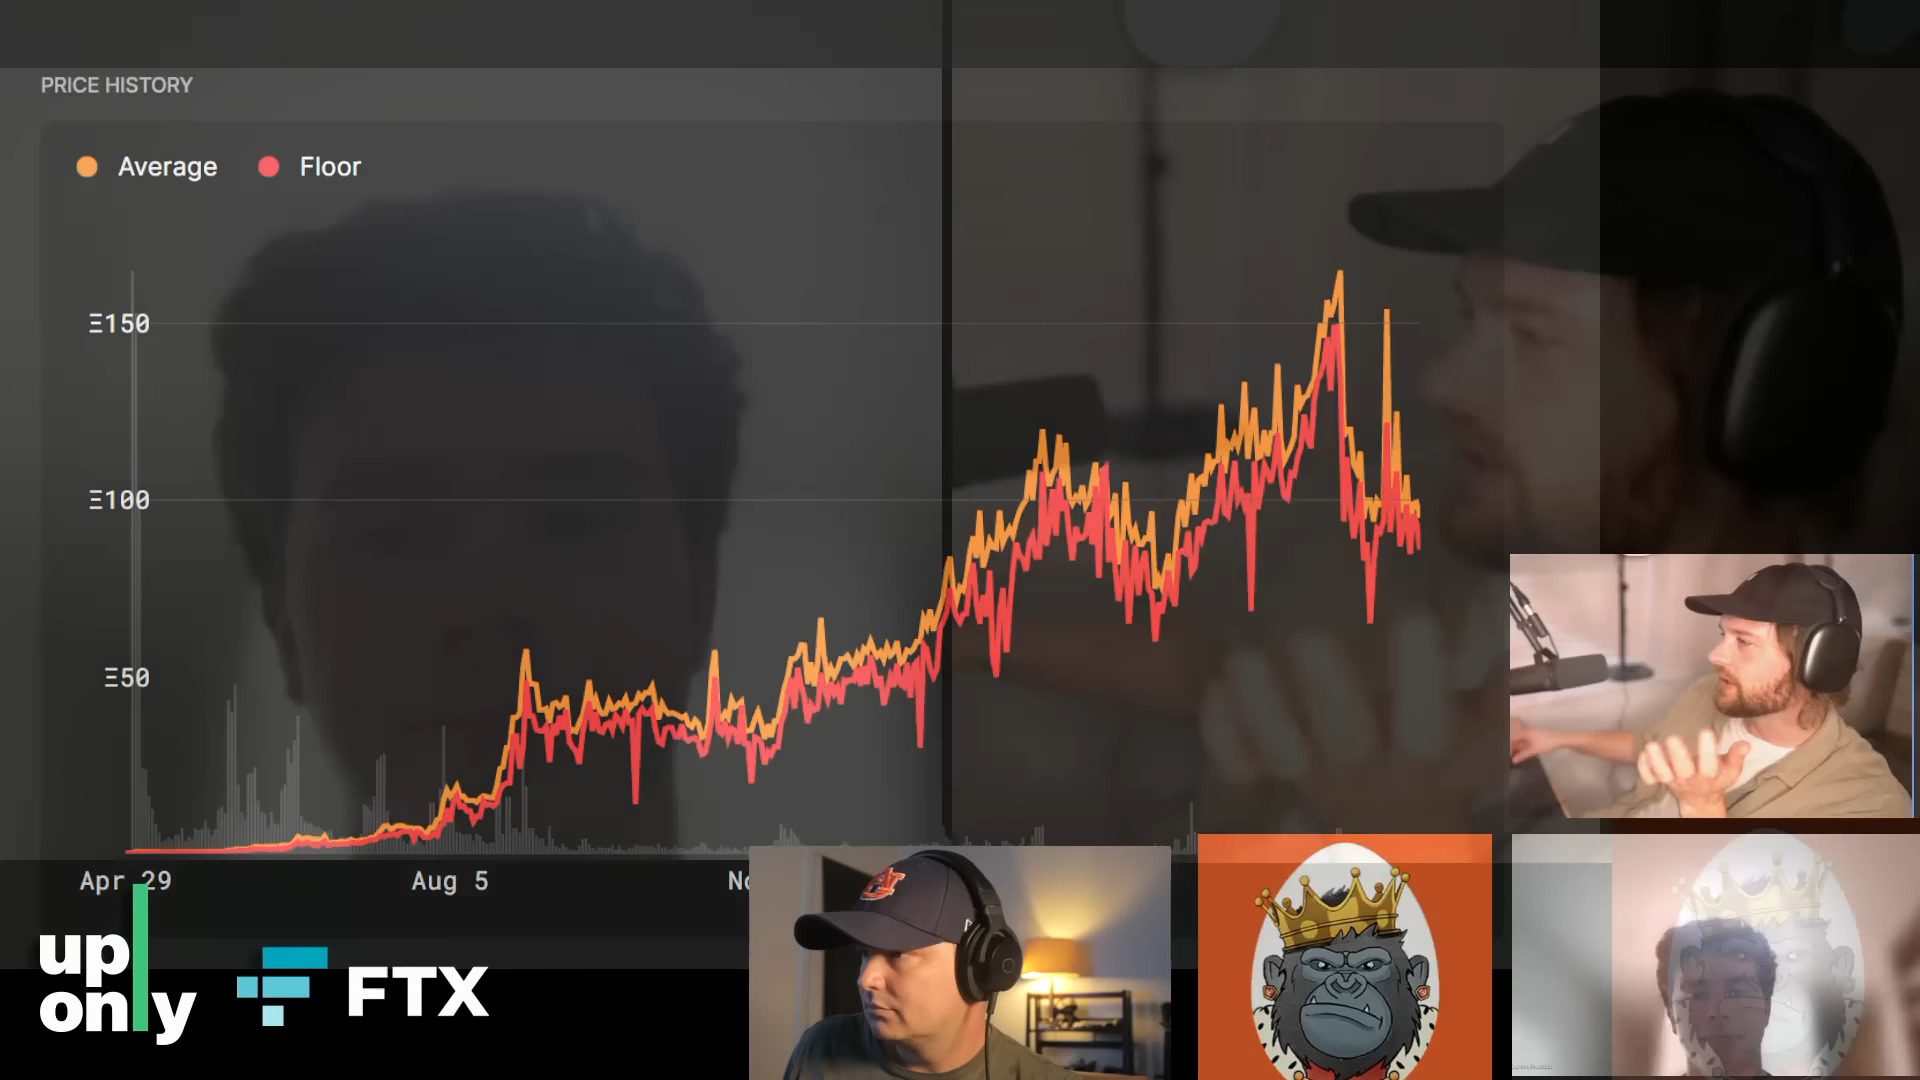 PRICE HISTORY
Average
Floor
Ξ150
Ξ100
Ξ50
Apr 29
Aug 5
up
only
FTX